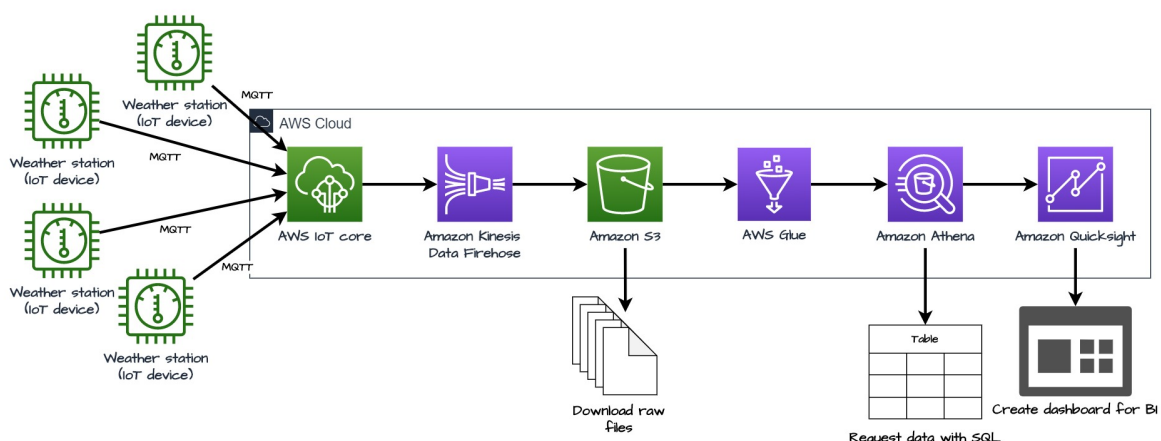 Weather station
(IoT device)
MQTT
Weather station
(IoT device)
MQTT
Weather station
(IoT device)
MQTT
Weather station
(IoT device)
MQTT
AWS Cloud
AWS IoT core
Amazon Kinesis
Data Firehose
Amazon S3
AWS Glue
Amazon Athena
Amazon Quicksight
Download raw
files
Table
Request data with SQL
Create dashboard for BI